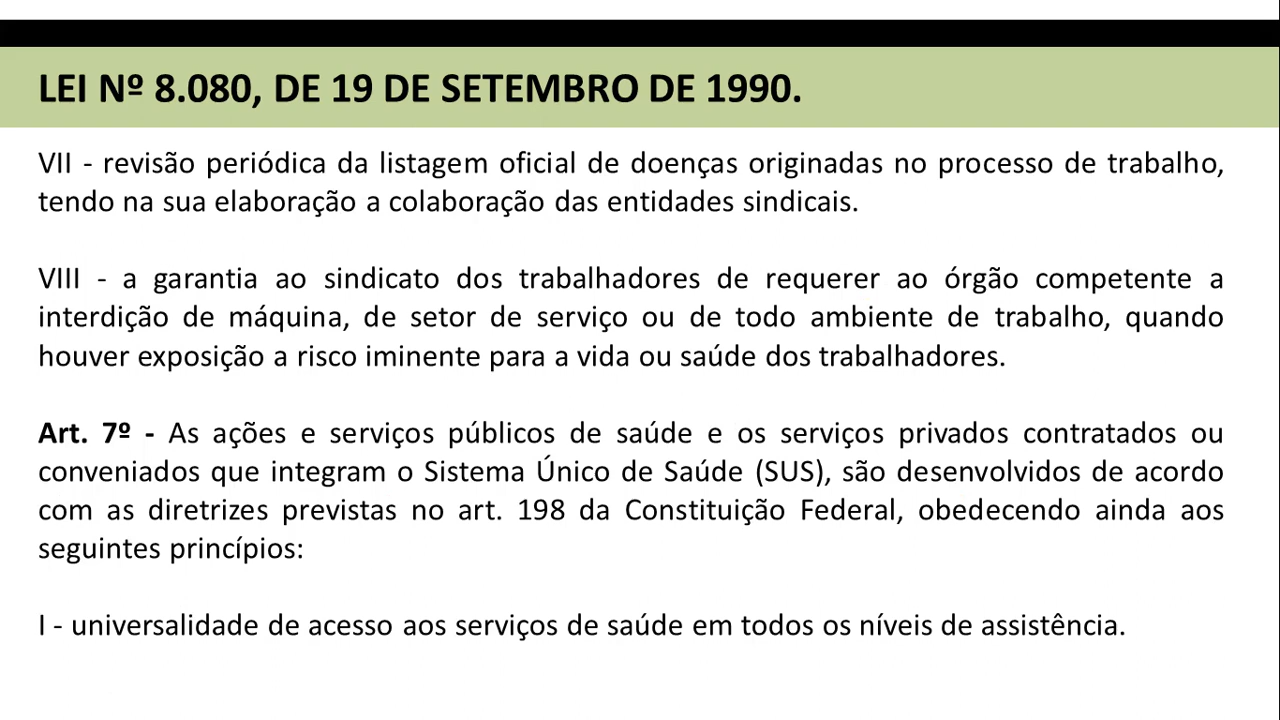 LEI Nº 8.080, DE 19 DE SETEMBRO DE 1990.
VII - revisão periódica da listagem oficial de doenças originadas no processo de trabalho,
tendo na sua elaboração a colaboração das entidades sindicais.
VIII - a garantia ao sindicato dos trabalhadores de requerer ao órgão competente a
interdição de máquina, de setor de serviço ou de todo ambiente de trabalho, quando
houver exposição a risco iminente para a vida ou saúde dos trabalhadores.
Art. 7º - As ações e serviços públicos de saúde e os serviços privados contratados ou
conveniados que integram o Sistema Único de Saúde (SUS), são desenvolvidos de acordo
com as diretrizes previstas no art. 198 da Constituição Federal, obedecendo ainda aos
seguintes princípios:
I - universalidade de acesso aos serviços de saúde em todos os níveis de assistência.